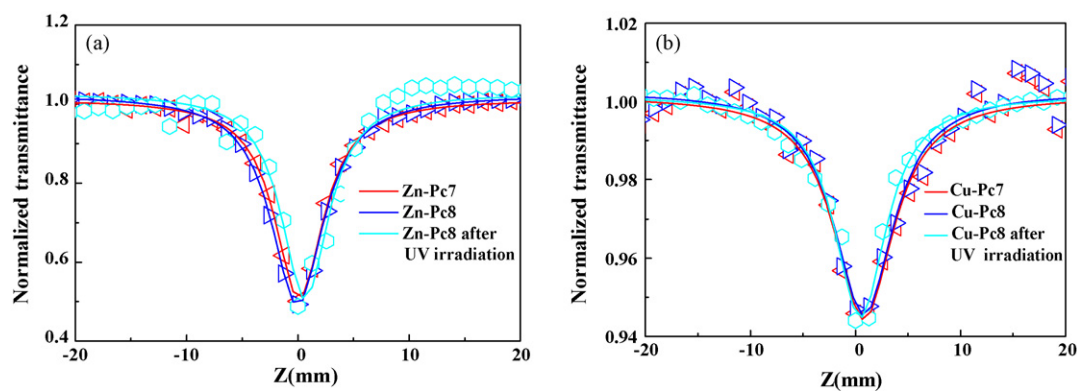 (a)
1.2
1.0
0.8
0.6
0.4
Normalized transmittance
Zn-Pc7
Zn-Pc8
Zn-Pc8 after
UV irradiation
-20
-10
0
10
20
Z(mm)
(b)
1.02
1.00
0.98
0.96
0.94
Normalized transmittance
Cu-Pc7
Cu-Pc8
Cu-Pc8 after
UV irradiation
-20
-10
0
10
20
Z(mm)